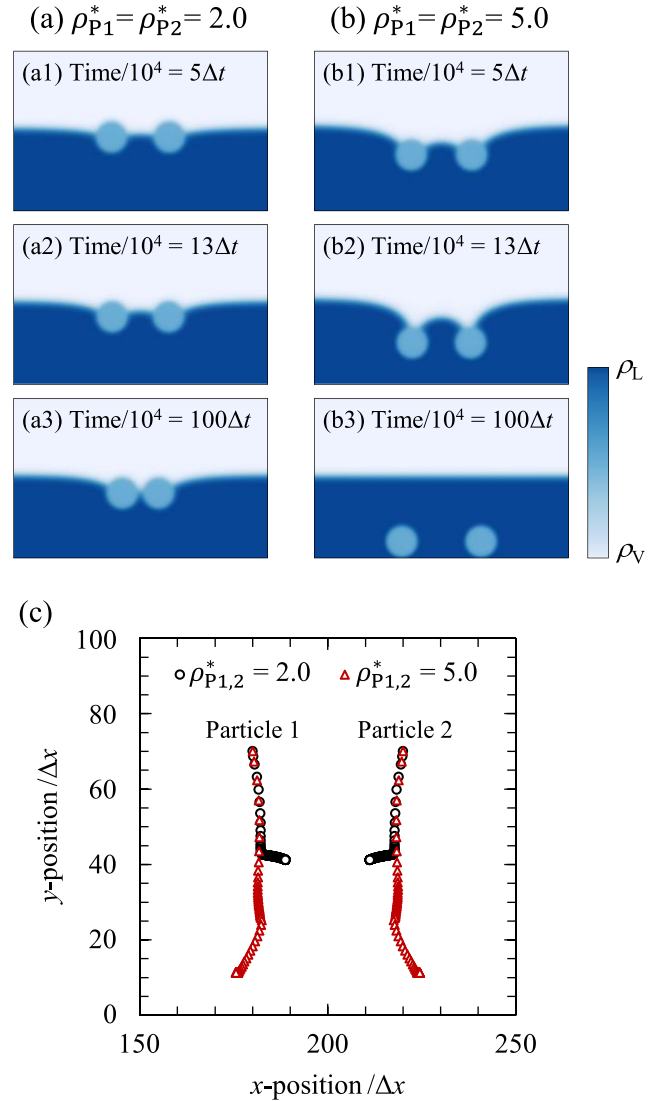 (a) ρ*P1 = ρ*P2 = 2.0
(b) ρ*P1 = ρ*P2 = 5.0
(a1) Time/10⁴ = 5Δt
(b1) Time/10⁴ = 5Δt
(a2) Time/10⁴ = 13Δt
(b2) Time/10⁴ = 13Δt
(a3) Time/10⁴ = 100Δt
(b3) Time/10⁴ = 100Δt
ρL
ρV
(c)
100
80
60
40
20
0
y-position /Δx
ρ*P1,2 = 2.0
ρ*P1,2 = 5.0
Particle 1
Particle 2
150
200
250
x-position /Δx